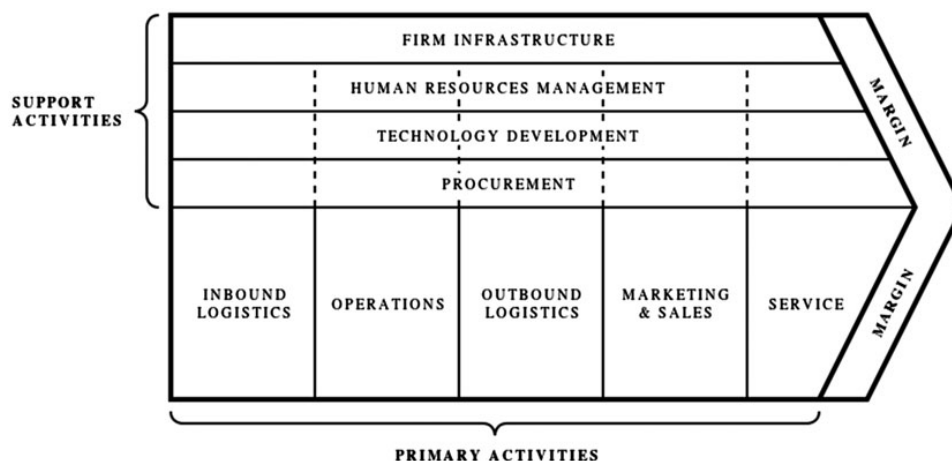 FIRM INFRASTRUCTURE
HUMAN RESOURCES MANAGEMENT
SUPPORT
ACTIVITIES
TECHNOLOGY DEVELOPMENT
PROCUREMENT
MARGIN
INBOUND
LOGISTICS
OPERATIONS
OUTBOUND
LOGISTICS
MARKETING
& SALES
SERVICE
MARGIN
PRIMARY ACTIVITIES